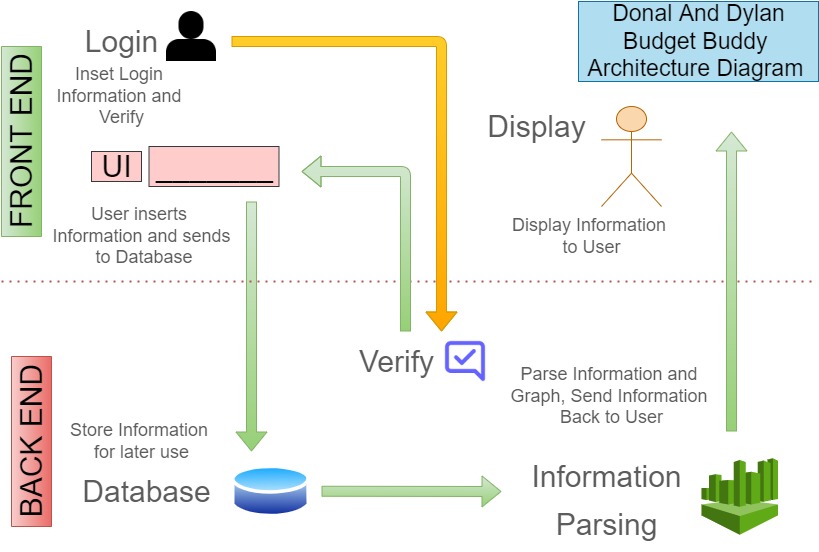 Donal And Dylan
Budget Buddy
Architecture Diagram
FRONT END
Login
Inset Login
Information and
Verify
UI
User inserts
Information and sends
to Database
Display
Display Information
to User
BACK END
Verify
Parse Information and
Graph, Send Information
Back to User
Store Information
for later use
Database
Information
Parsing